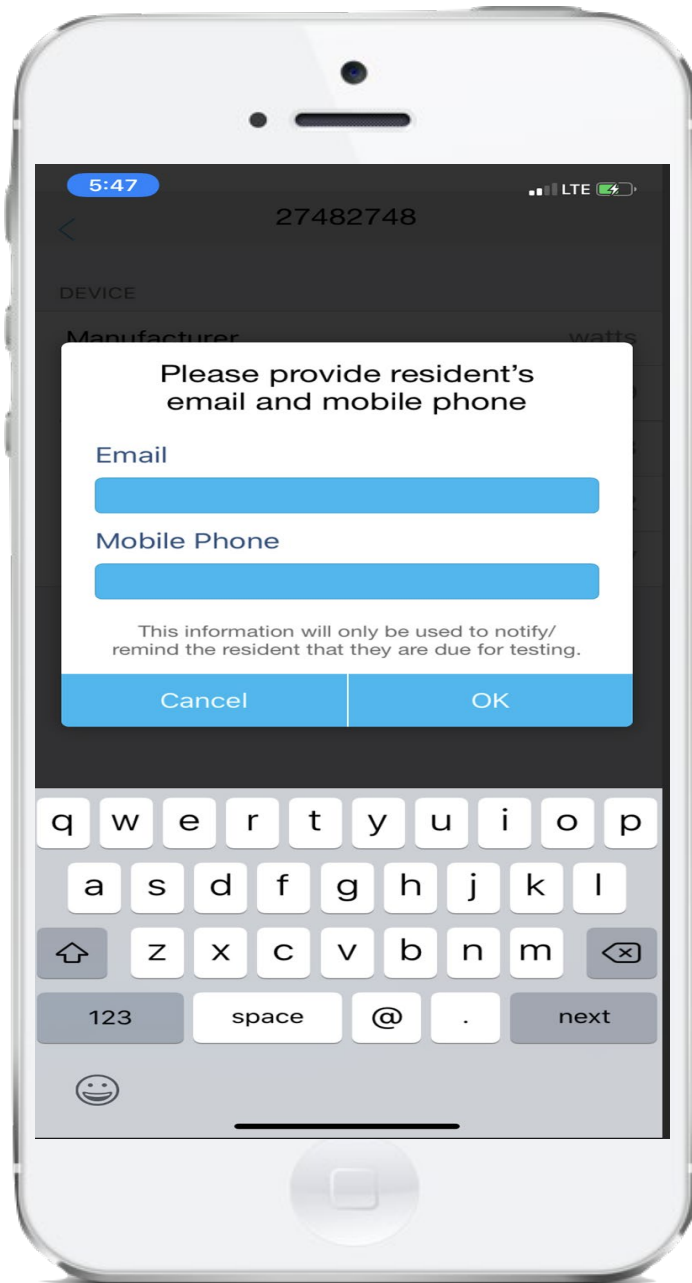 5:47
LTE
27482748
DEVICE
Manufacturer
watts
Please provide resident's
email and mobile phone
Email
Mobile Phone
This information will only be used to notify/
remind the resident that they are due for testing.
Cancel
OK
q w e r t y u i o p
a s d f g h j k l
z x c v b n m
123 space @ . next